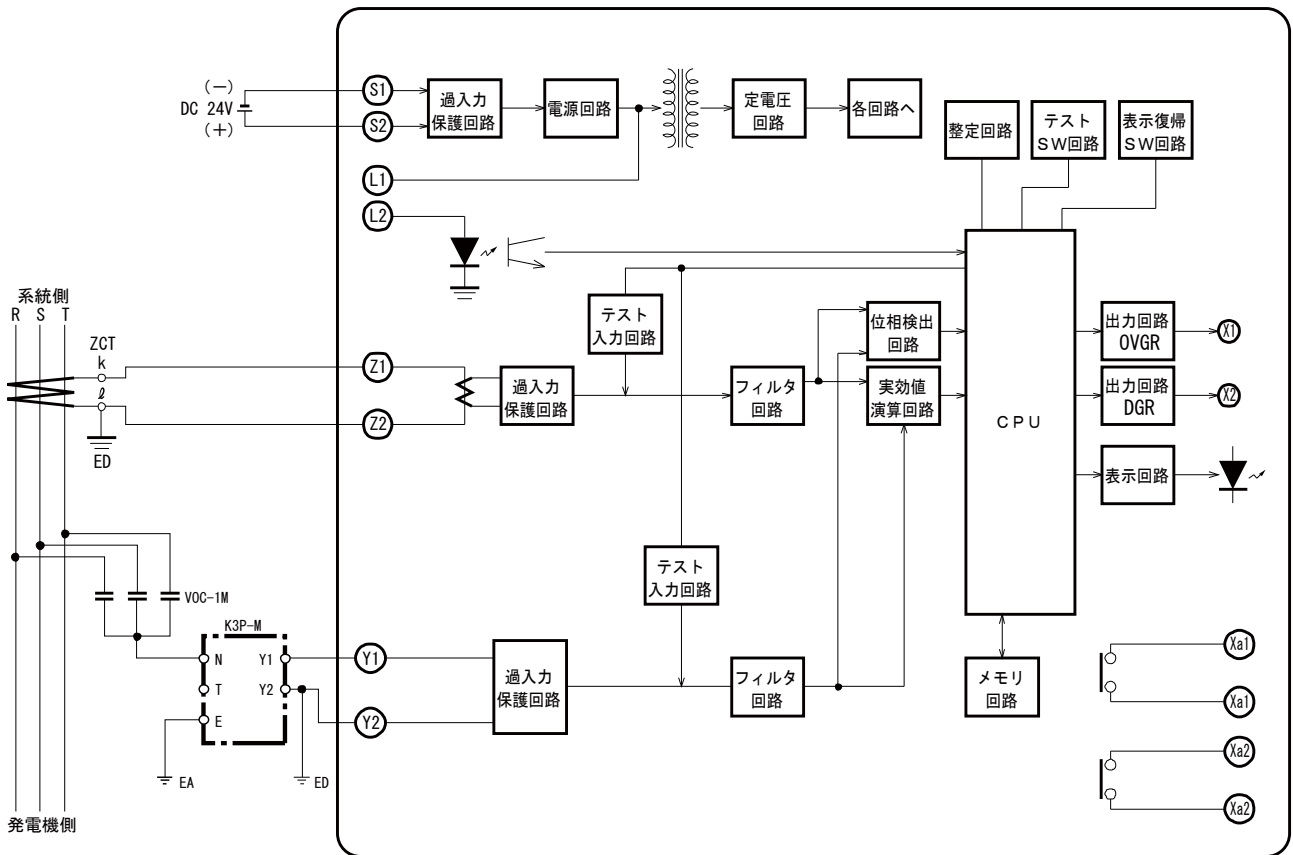 (－)
DC 24V
(＋)
S1
S2
L1
L2
過入力
保護回路
電源回路
定電圧
回路
各回路へ
整定回路
テスト
SW回路
表示復帰
SW回路
系統側
R S T
ZCT
k
ℓ
ED
Z1
Z2
過入力
保護回路
テスト
入力回路
フィルタ
回路
位相検出
回路
実効値
演算回路
CPU
出力回路
OVGR
X1
出力回路
DGR
X2
表示回路
VOC-1M
K3P-M
N
T
E
Y1
Y2
EA
ED
発電機側
Y1
Y2
過入力
保護回路
テスト
入力回路
フィルタ
回路
メモリ
回路
Xa1
Xa1
Xa2
Xa2